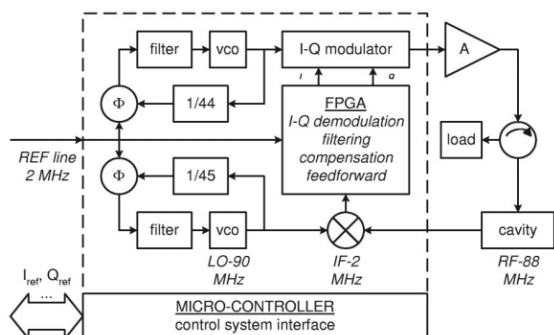 filter
vco
I-Q modulator
A
I
Q
Φ
1/44
FPGA
I-Q demodulation
filtering
compensation
feedforward
load
REF line
2 MHz
Φ
1/45
filter
vco
cavity
LO-90
MHz
IF-2
MHz
RF-88
MHz
Iref, Qref
...
MICRO-CONTROLLER
control system interface